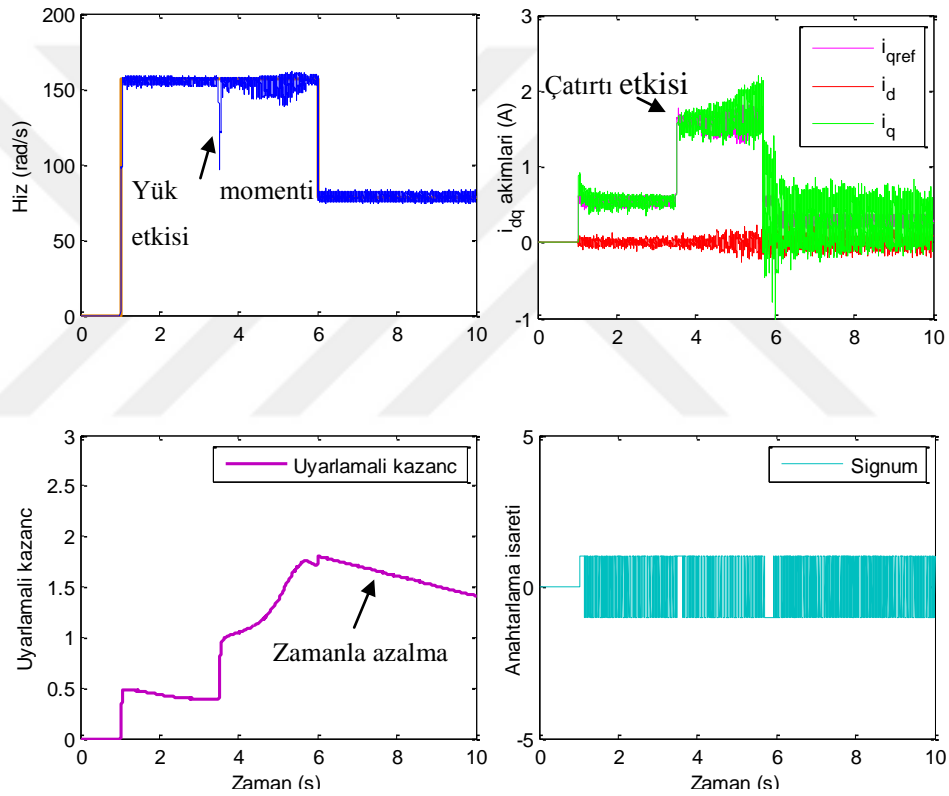 200
150
100
50
0
0 2 4 6 8 10
Hiz (rad/s)
Yük momenti
etkisi
3
2
1
0
-1
0 2 4 6 8 10
i_dq akımlari (A)
Çatırtı etkisi
i_qref
i_d
i_q
3
2.5
2
1.5
1
0.5
0
0 2 4 6 8 10
Uyarlamali kazanc
Zaman (s)
Uyarlamali kazanc
Zamanla azalma
5
0
-5
0 2 4 6 8 10
Anahtarlama isareti
Zaman (s)
Signum